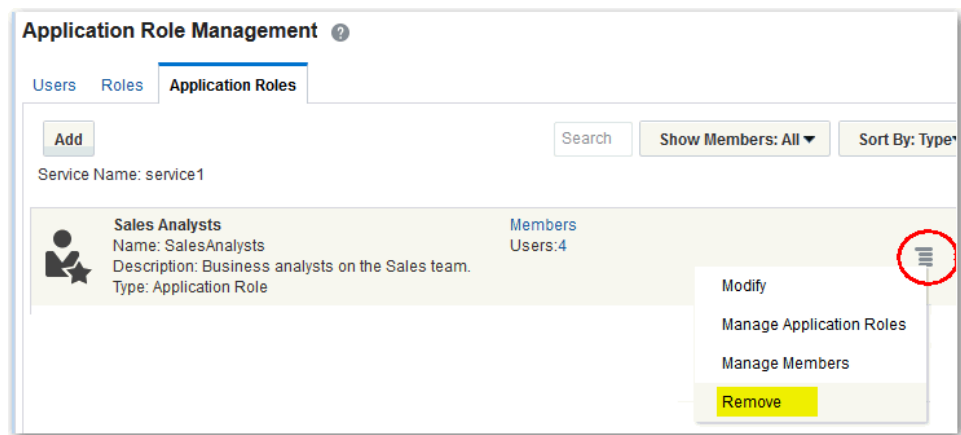 Application Role Management ?
Users Roles Application Roles
Add Search Show Members: All Sort By: Type
Service Name: service1
Sales Analysts Members
Name: SalesAnalysts Users:4
Description: Business analysts on the Sales team.
Type: Application Role
Modify
Manage Application Roles
Manage Members
Remove